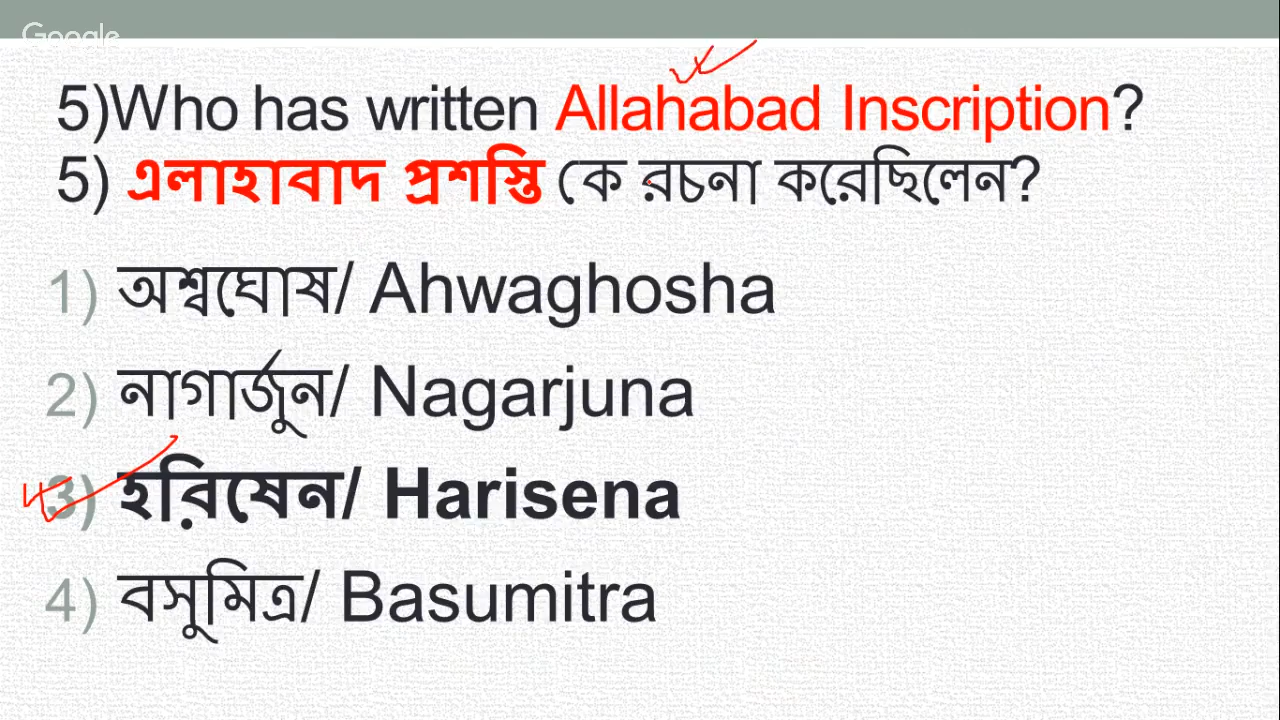 Google
5)Who has written Allahabad Inscription?
5) এলাহাবাদ প্রশস্তি কে রচনা করেছিলেন?
1) অশ্বঘোষ/ Ahwaghosha
2) নাগার্জুন/ Nagarjuna
3) হরিষেন/ Harisena
4) বসুমিত্র/ Basumitra